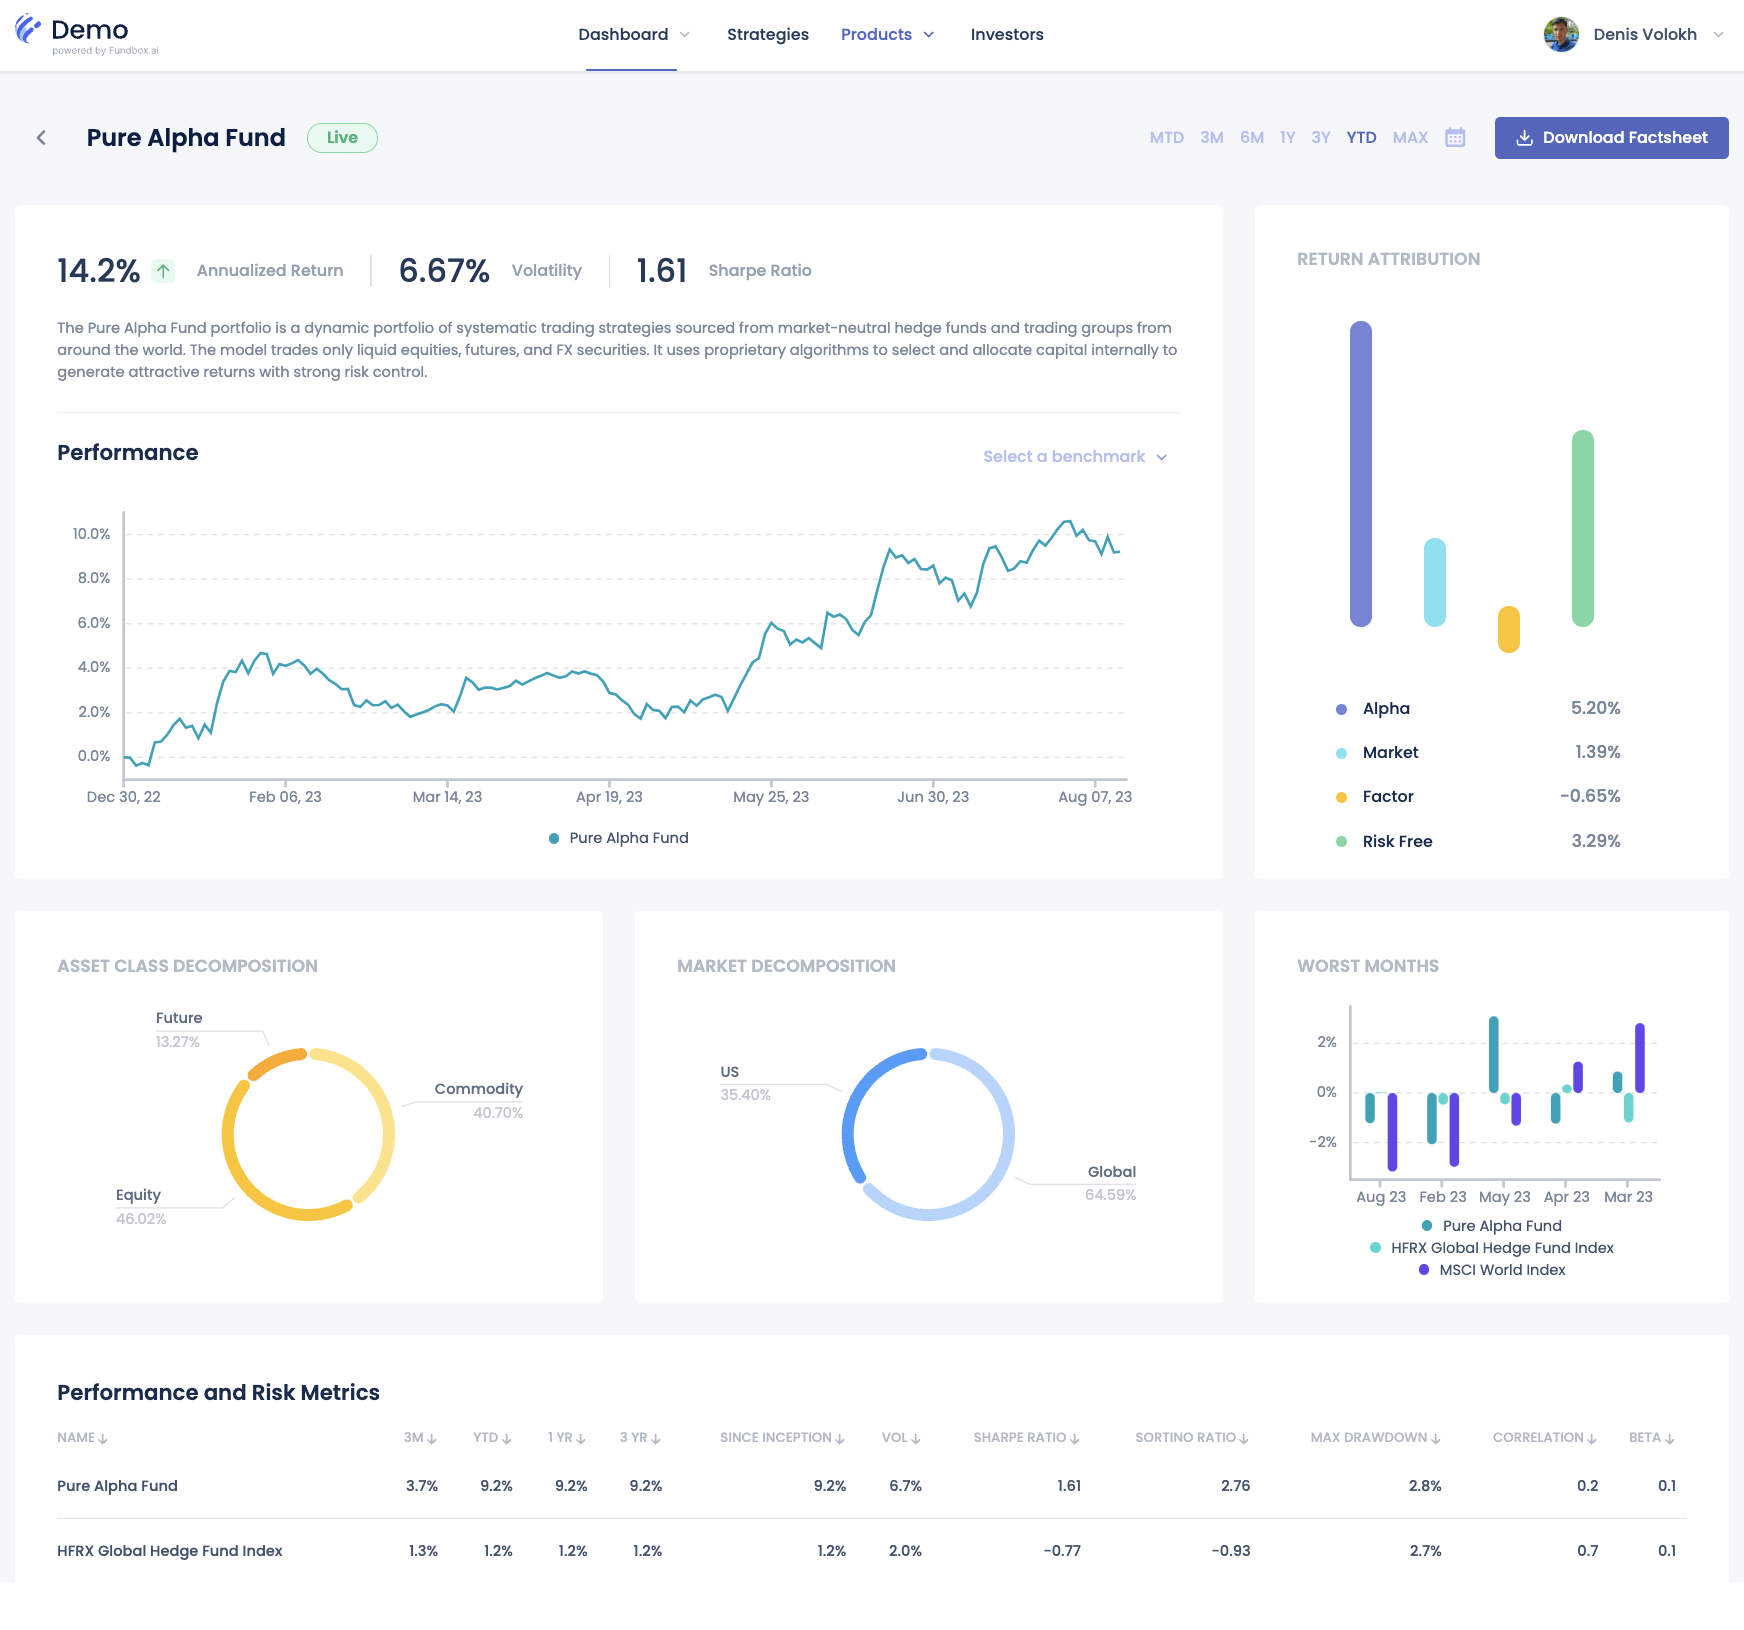 Demo
powered by Fundbox.ai
Dashboard Strategies Products Investors
Denis Volokh
Pure Alpha Fund Live
MTD 3M 6M 1Y 3Y YTD MAX
Download Factsheet
14.2% Annualized Return 6.67% Volatility 1.61 Sharpe Ratio
The Pure Alpha Fund portfolio is a dynamic portfolio of systematic trading strategies sourced from market-neutral hedge funds and trading groups from
around the world. The model trades only liquid equities, futures, and FX securities. It uses proprietary algorithms to select and allocate capital internally to
generate attractive returns with strong risk control.
Performance
Select a benchmark
10.0%
8.0%
6.0%
4.0%
2.0%
0.0%
Dec 30, 22 Feb 06, 23 Mar 14, 23 Apr 19, 23 May 25, 23 Jun 30, 23 Aug 07, 23
Pure Alpha Fund
RETURN ATTRIBUTION
Alpha 5.20%
Market 1.39%
Factor -0.65%
Risk Free 3.29%
ASSET CLASS DECOMPOSITION
Future
13.27%
Commodity
40.70%
Equity
46.02%
MARKET DECOMPOSITION
US
35.40%
Global
64.59%
WORST MONTHS
2%
0%
-2%
Aug 23 Feb 23 May 23 Apr 23 Mar 23
Pure Alpha Fund
HFRX Global Hedge Fund Index
MSCI World Index
Performance and Risk Metrics
NAME 3M YTD 1 YR 3 YR SINCE INCEPTION VOL SHARPE RATIO SORTINO RATIO MAX DRAWDOWN CORRELATION BETA
Pure Alpha Fund 3.7% 9.2% 9.2% 9.2% 9.2% 6.7% 1.61 2.76 2.8% 0.2 0.1
HFRX Global Hedge Fund Index 1.3% 1.2% 1.2% 1.2% 1.2% 2.0% -0.77 -0.93 2.7% 0.7 0.1